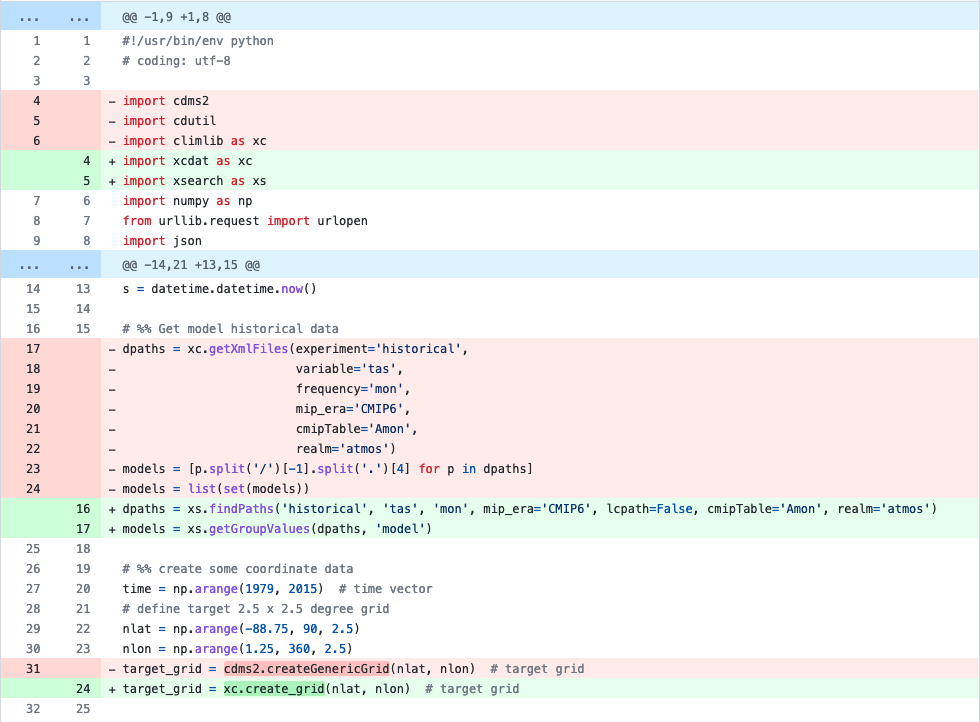 ... ... @@ -1,9 +1,8 @@
1 1 #!/usr/bin/env python
2 2 # coding: utf-8
3 3
4 - import cdms2
5 - import cdutil
6 - import climlib as xc
4 + import xcdat as xc
5 + import xsearch as xs
7 6 import numpy as np
8 7 from urllib.request import urlopen
9 8 import json
... ... @@ -14,21 +13,15 @@
14 13 s = datetime.datetime.now()
15 14
16 15 # %% Get model historical data
17 - dpaths = xc.getXmlFiles(experiment='historical',
18 - variable='tas',
19 - frequency='mon',
20 - mip_era='CMIP6',
21 - cmipTable='Amon',
22 - realm='atmos')
23 - models = [p.split('/')[-1].split('.')[4] for p in dpaths]
24 - models = list(set(models))
16 + dpaths = xs.findPaths('historical', 'tas', 'mon', mip_era='CMIP6', lcpath=False, cmipTable='Amon', realm='atmos')
17 + models = xs.getGroupValues(dpaths, 'model')
25 18
26 19 # %% create some coordinate data
27 20 time = np.arange(1979, 2015)  # time vector
28 21 # define target 2.5 x 2.5 degree grid
29 22 nlat = np.arange(-88.75, 90, 2.5)
30 23 nlon = np.arange(1.25, 360, 2.5)
31 - target_grid = cdms2.createGenericGrid(nlat, nlon)  # target grid
24 + target_grid = xc.create_grid(nlat, nlon)  # target grid
32 25